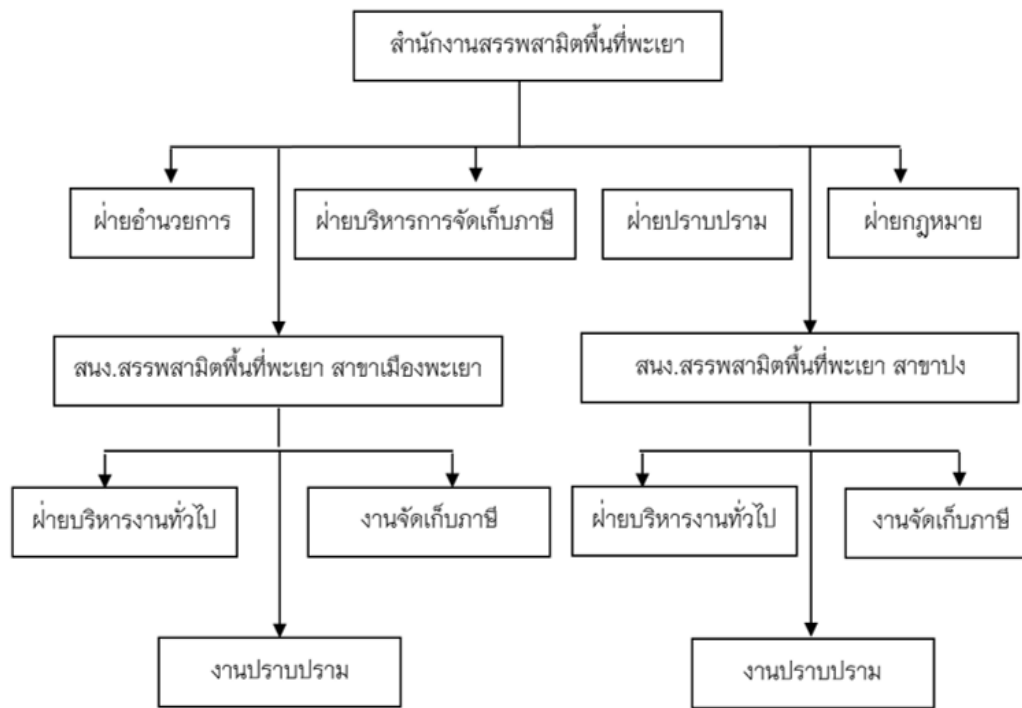 สำนักงานสรรพสามิตพื้นที่พะเยา
ฝ่ายอำนวยการ
ฝ่ายบริหารการจัดเก็บภาษี
ฝ่ายปราบปราม
ฝ่ายกฎหมาย
สนง.สรรพสามิตพื้นที่พะเยา สาขาเมืองพะเยา
สนง.สรรพสามิตพื้นที่พะเยา สาขาปง
ฝ่ายบริหารงานทั่วไป
งานจัดเก็บภาษี
ฝ่ายบริหารงานทั่วไป
งานจัดเก็บภาษี
งานปราบปราม
งานปราบปราม